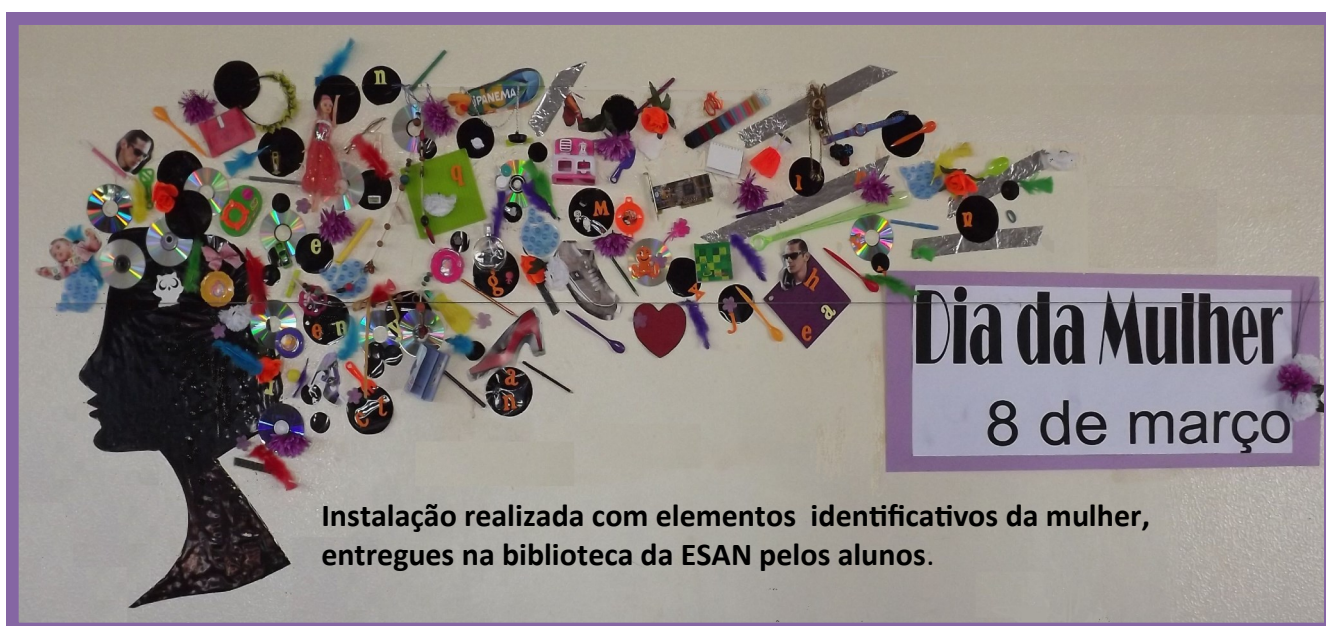 IPANEMA
Dia da Mulher
8 de março
Instalação realizada com elementos identificativos da mulher,
entregues na biblioteca da ESAN pelos alunos.